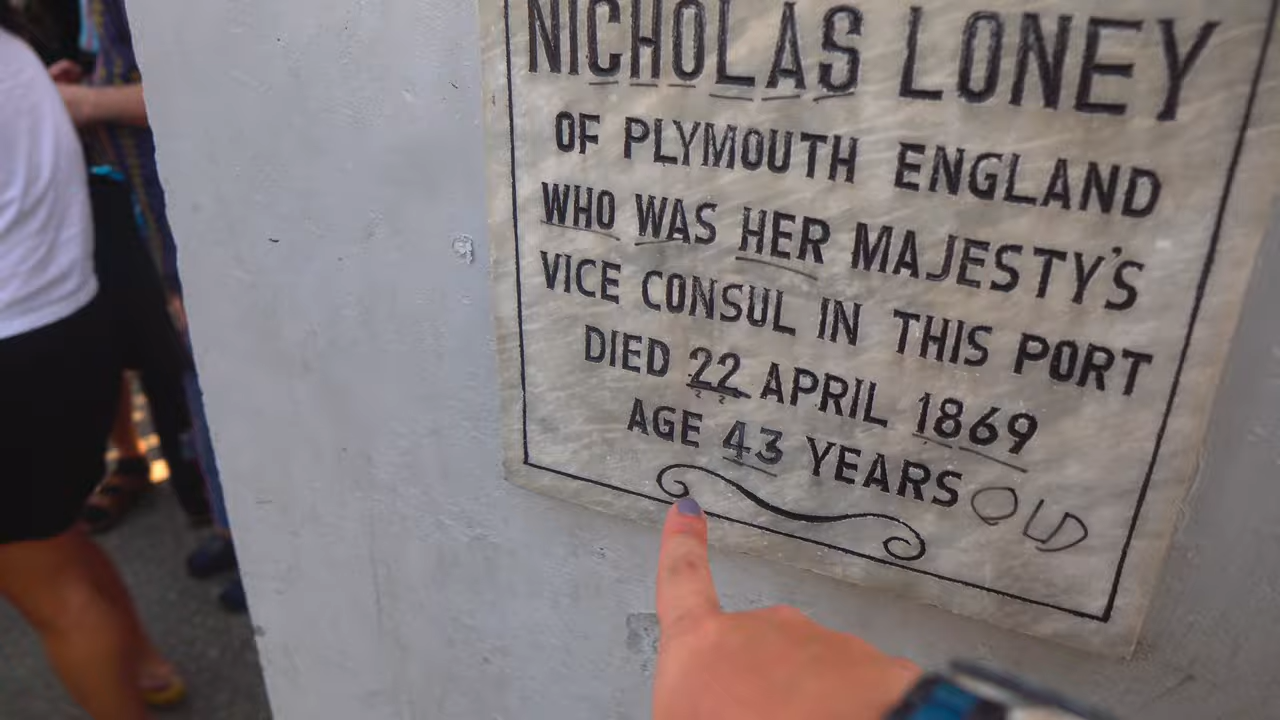 NICHOLAS LONEY
OF PLYMOUTH ENGLAND
WHO WAS HER MAJESTY'S
VICE CONSUL IN THIS PORT
DIED 22 APRIL 1869
AGE 43 YEARS OLD